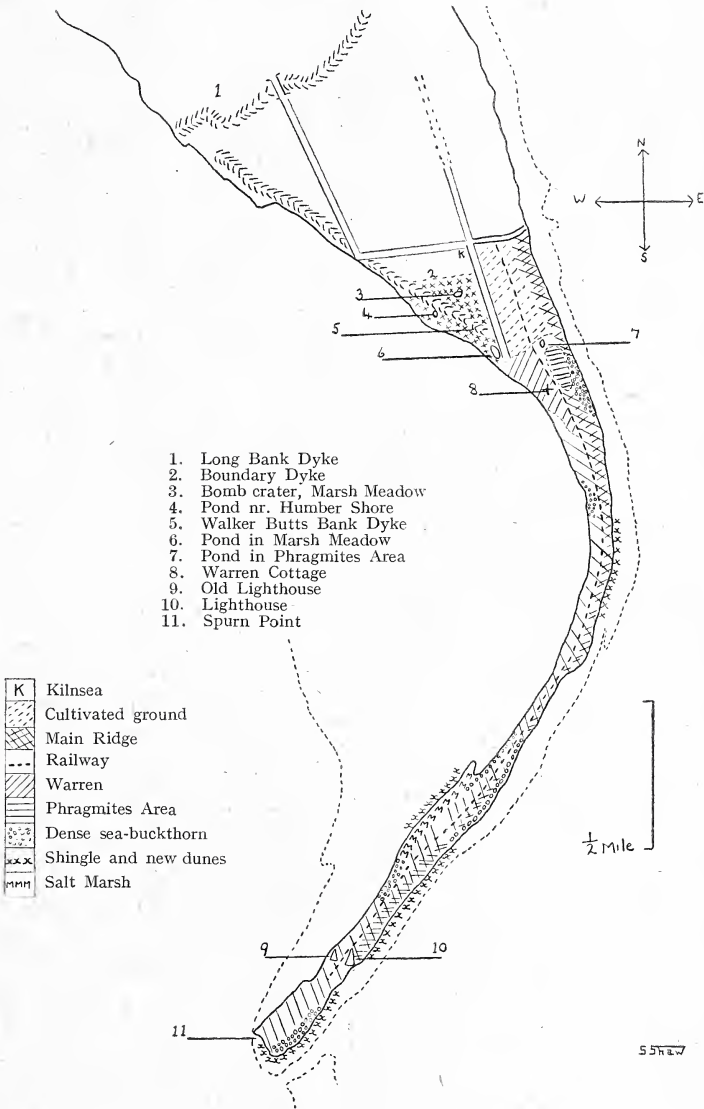 1
N
W
E
S
K
2
3
4
5
6
7
8
1. Long Bank Dyke
2. Boundary Dyke
3. Bomb crater, Marsh Meadow
4. Pond nr. Humber Shore
5. Walker Butts Bank Dyke
6. Pond in Marsh Meadow
7. Pond in Phragmites Area
8. Warren Cottage
9. Old Lighthouse
10. Lighthouse
11. Spurn Point
K Kilnsea
Cultivated ground
Main Ridge
Railway
Warren
Phragmites Area
Dense sea-buckthorn
xxx Shingle and new dunes
MMM Salt Marsh
1/2 Mile
9
10
11
S Shaw